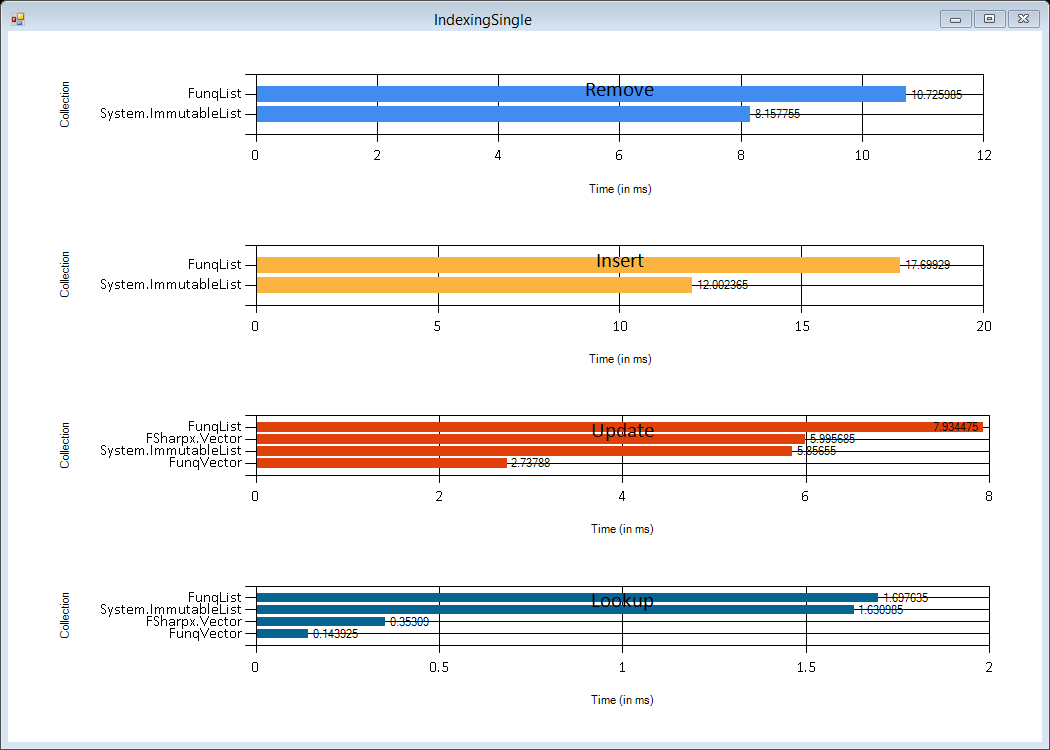 IndexingSingle
Remove
Collection
FunqList
10.725985
System.ImmutableList
8.157755
0 2 4 6 8 10 12
Time (in ms)
Insert
Collection
FunqList
17.69929
System.ImmutableList
12.002365
0 5 10 15 20
Time (in ms)
Update
Collection
FunqList
7.934475
FSharpx.Vector
5.995685
System.ImmutableList
5.85655
FunqVector
2.73788
0 2 4 6 8
Time (in ms)
Lookup
Collection
FunqList
1.697635
System.ImmutableList
1.630985
FSharpx.Vector
0.35309
FunqVector
0.143925
0 0.5 1 1.5 2
Time (in ms)